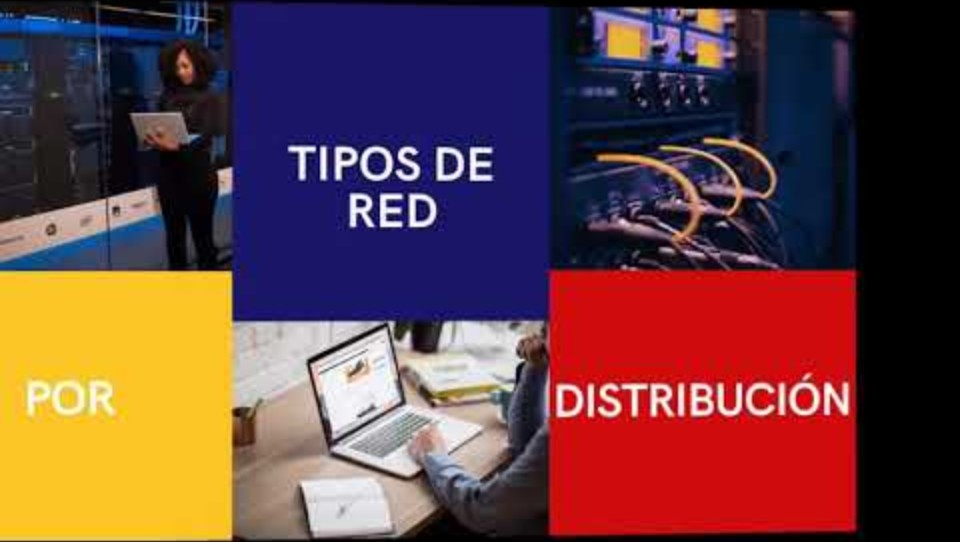 TIPOS DE
RED
POR
DISTRIBUCIÓN